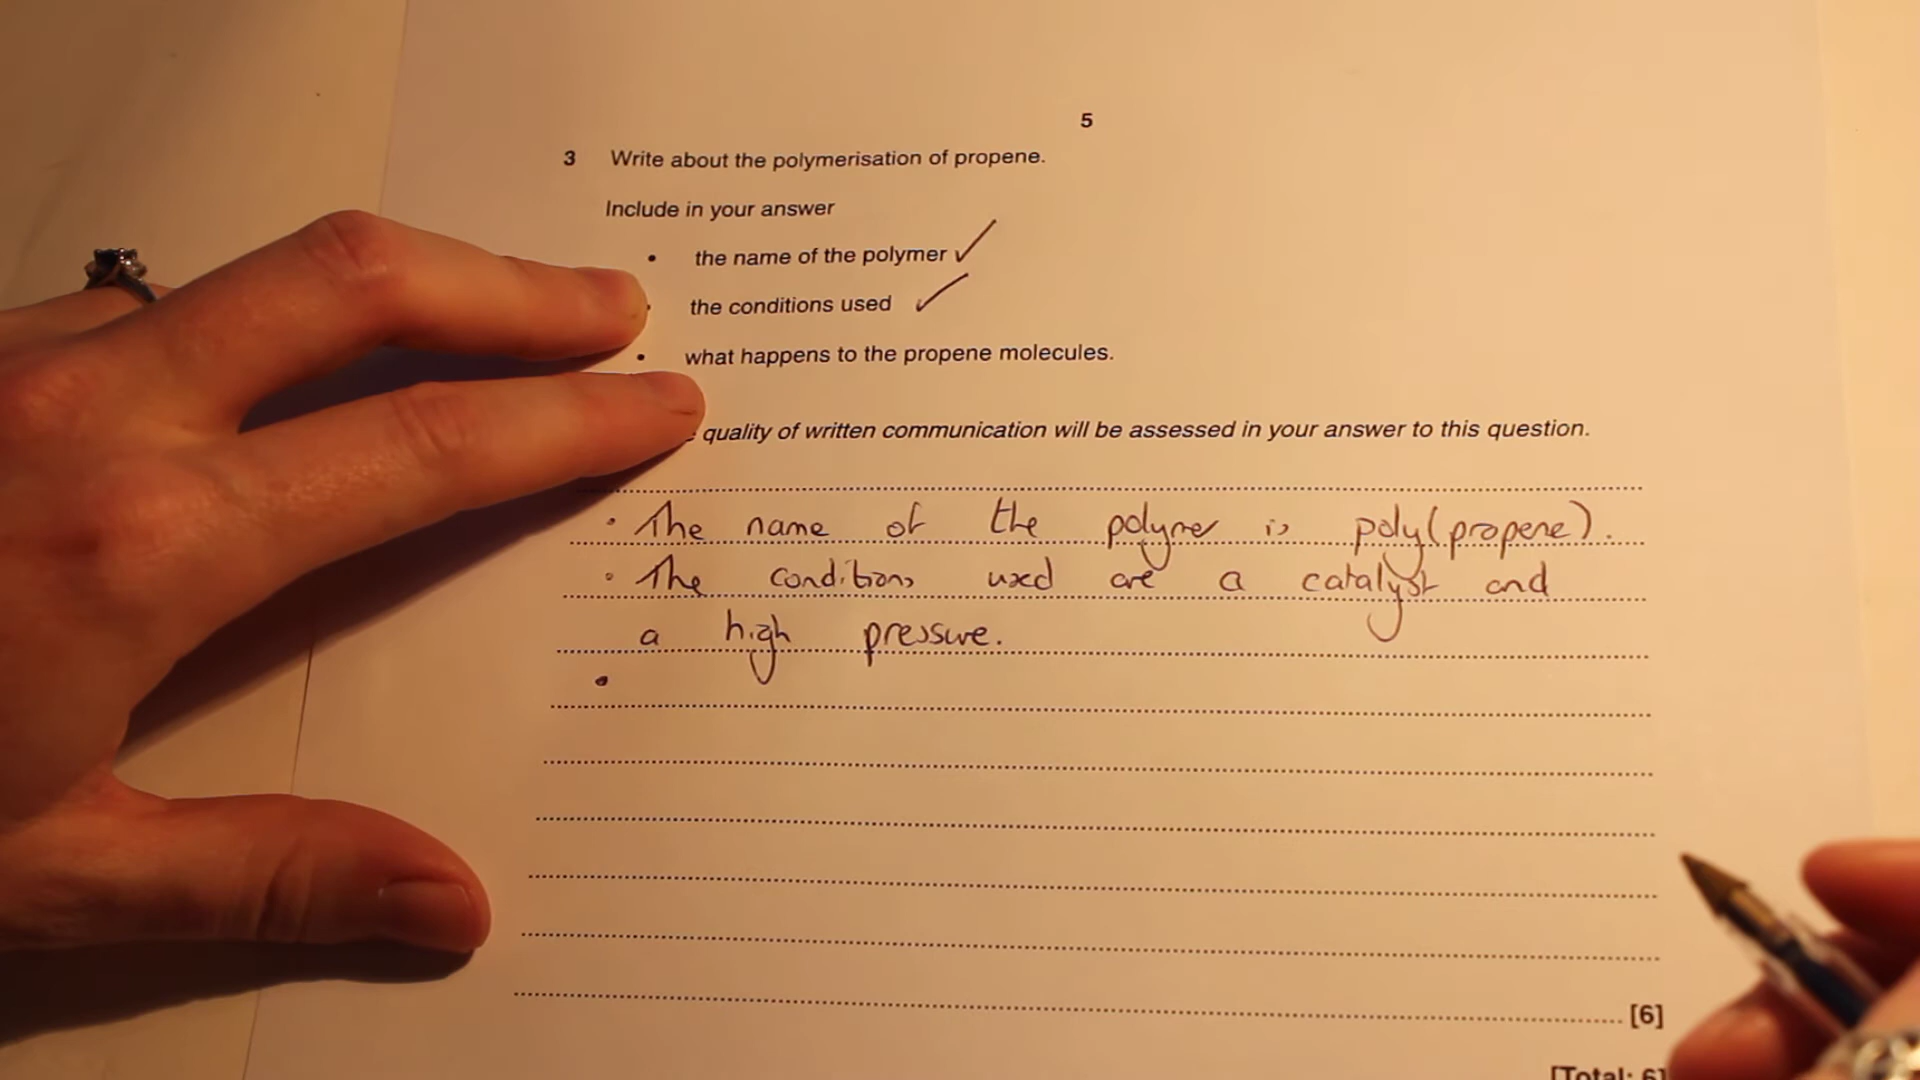 5
3 Write about the polymerisation of propene.
Include in your answer
• the name of the polymer ✓
the conditions used ✓
• what happens to the propene molecules.
quality of written communication will be assessed in your answer to this question.
• The name of the polymer is poly(propene).
• The conditions used are a catalyst and
a high pressure.
•
[6]
[Total: 6]